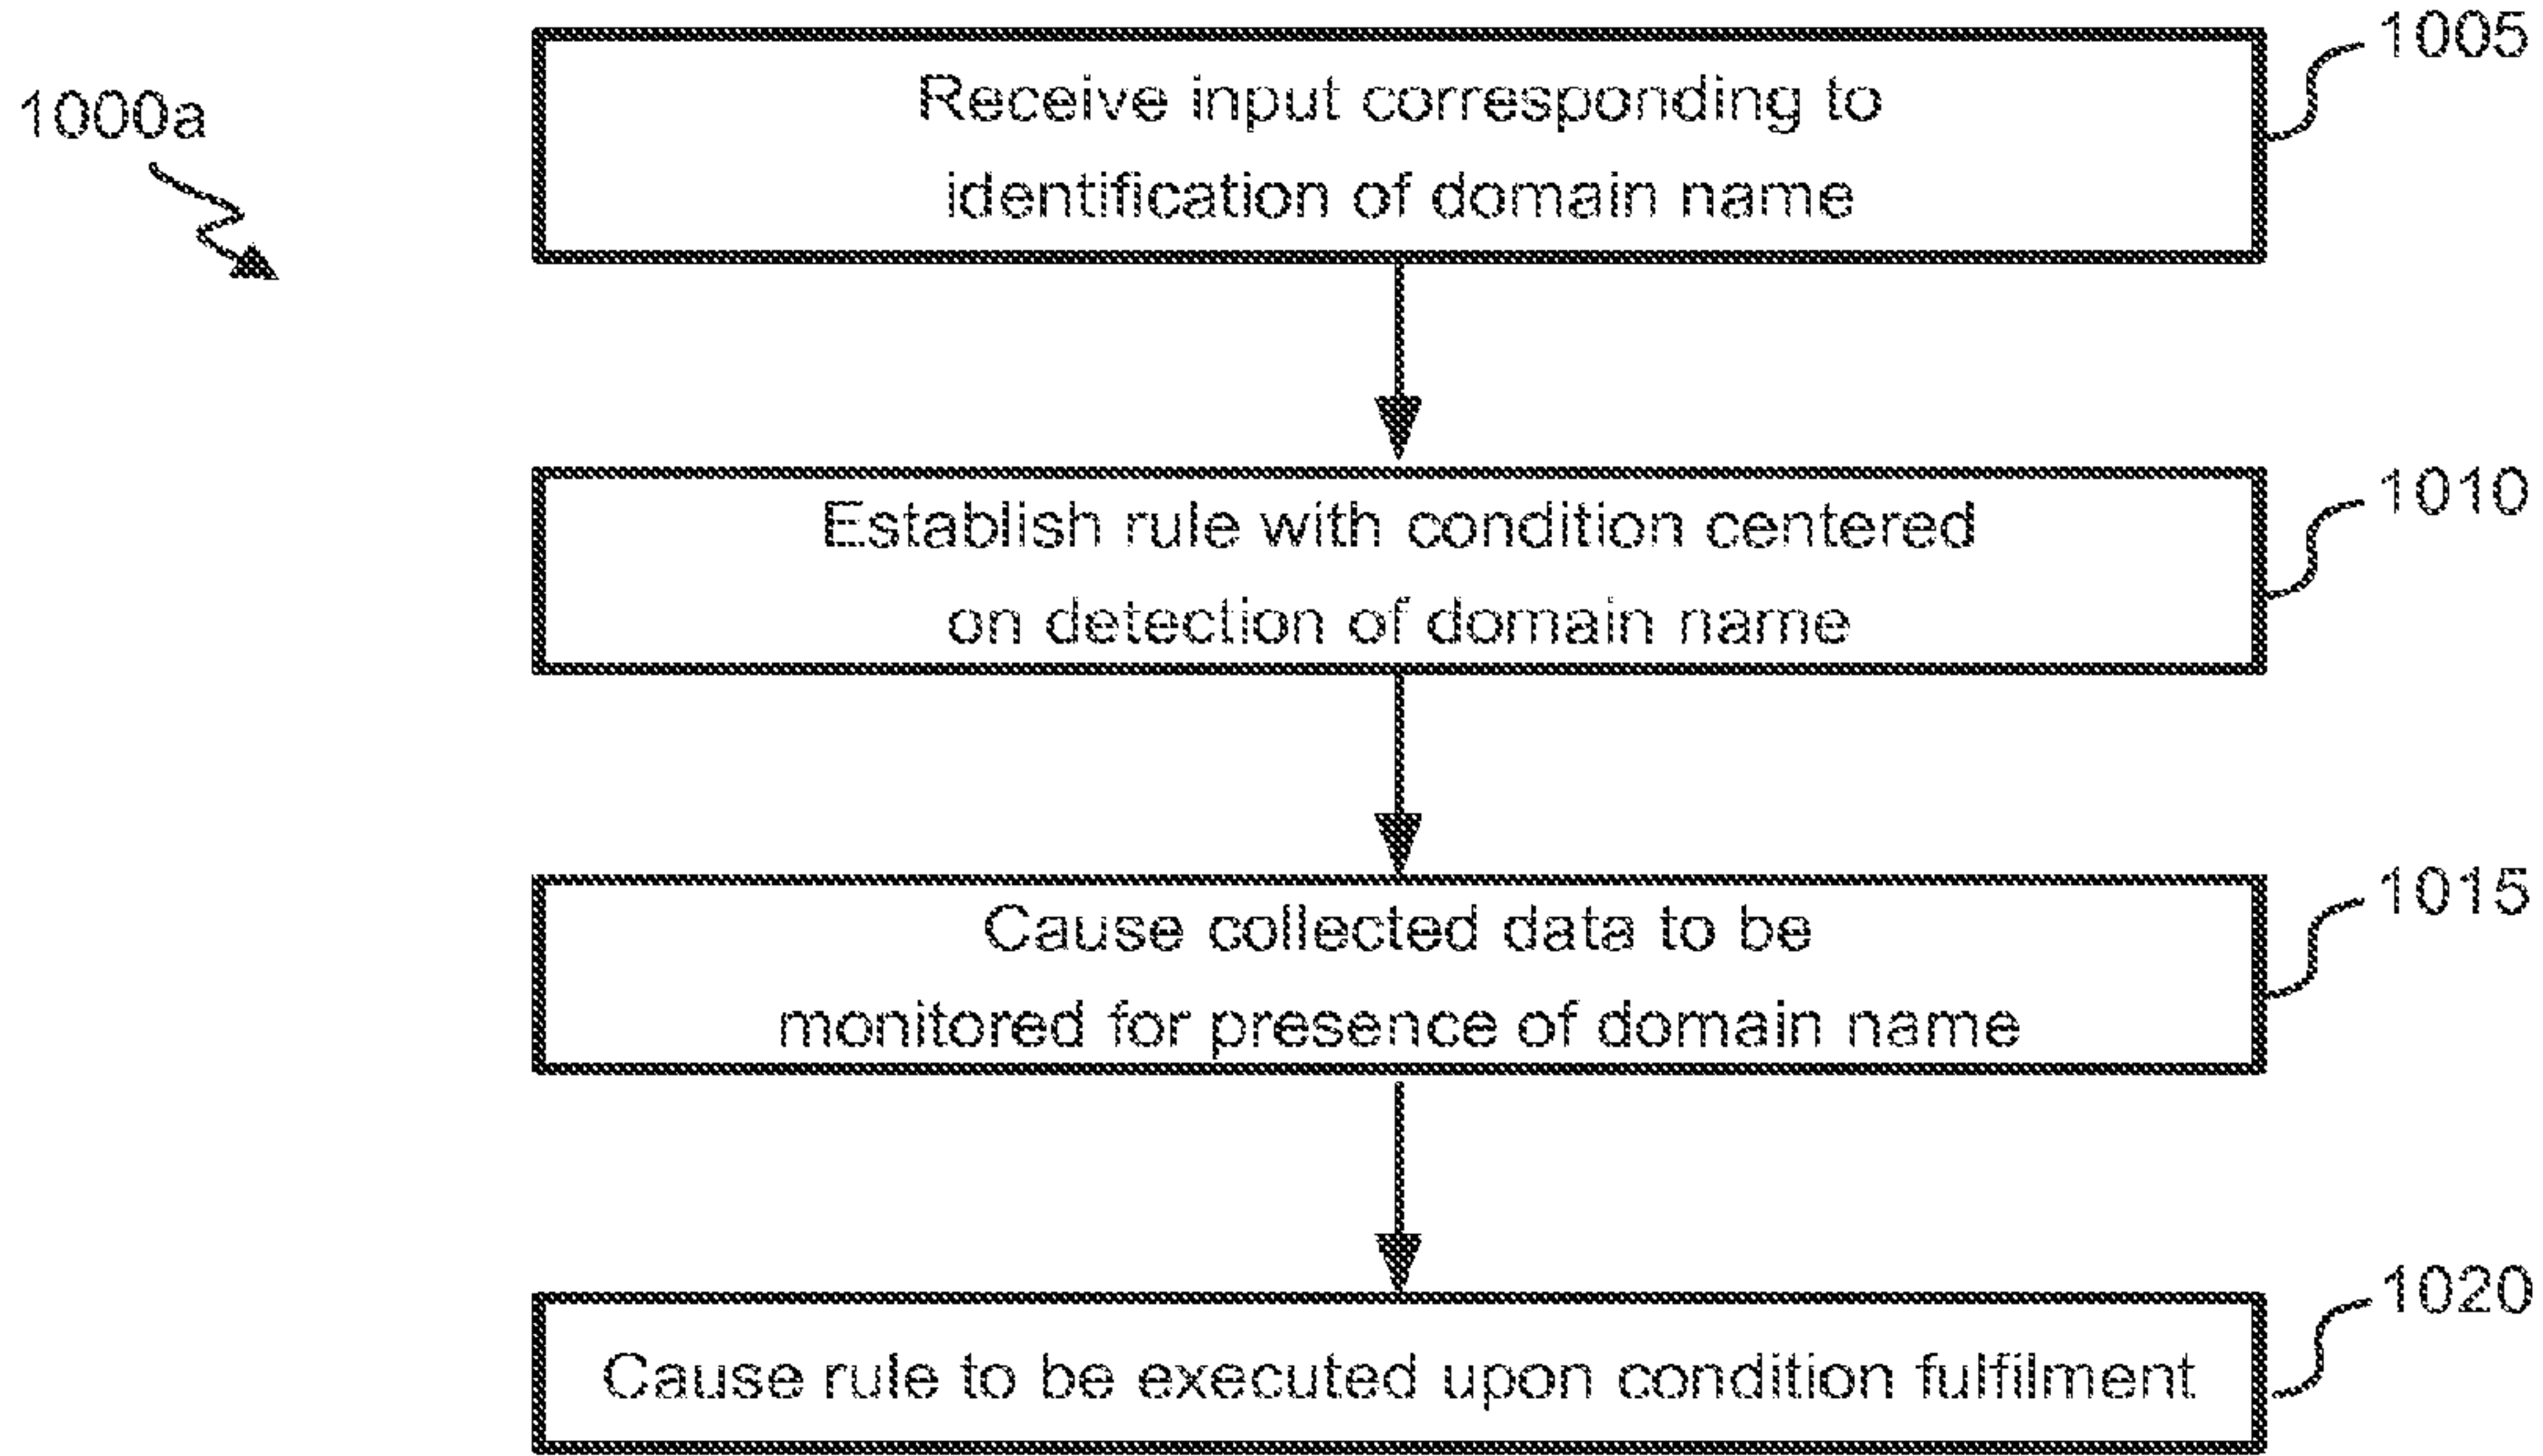 1000a
Receive input corresponding to
identification of domain name
1005
Establish rule with condition centered
on detection of domain name
1010
Cause collected data to be
monitored for presence of domain name
1015
Cause rule to be executed upon condition fulfilment
1020